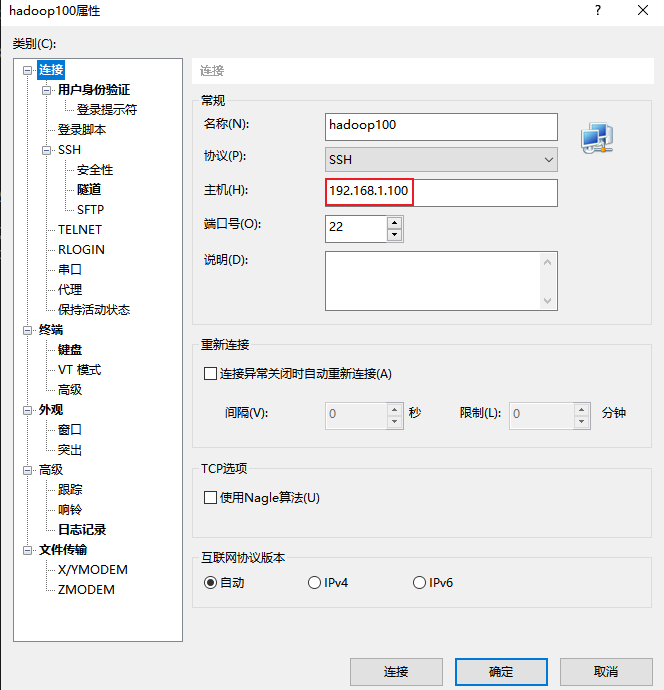 hadoop100属性
?
类别(C):
连接
用户身份验证
登录提示符
登录脚本
SSH
安全性
隧道
SFTP
TELNET
RLOGIN
串口
代理
保持活动状态
终端
键盘
VT 模式
高级
外观
窗口
突出
高级
跟踪
响铃
日志记录
文件传输
X/YMODEM
ZMODEM
连接
常规
名称(N): hadoop100
协议(P): SSH
主机(H): 192.168.1.100
端口号(O): 22
说明(D):
重新连接
连接异常关闭时自动重新连接(A)
间隔(V): 0 秒 限制(L): 0 分钟
TCP选项
使用Nagle算法(U)
互联网协议版本
自动 IPv4 IPv6
连接 确定 取消